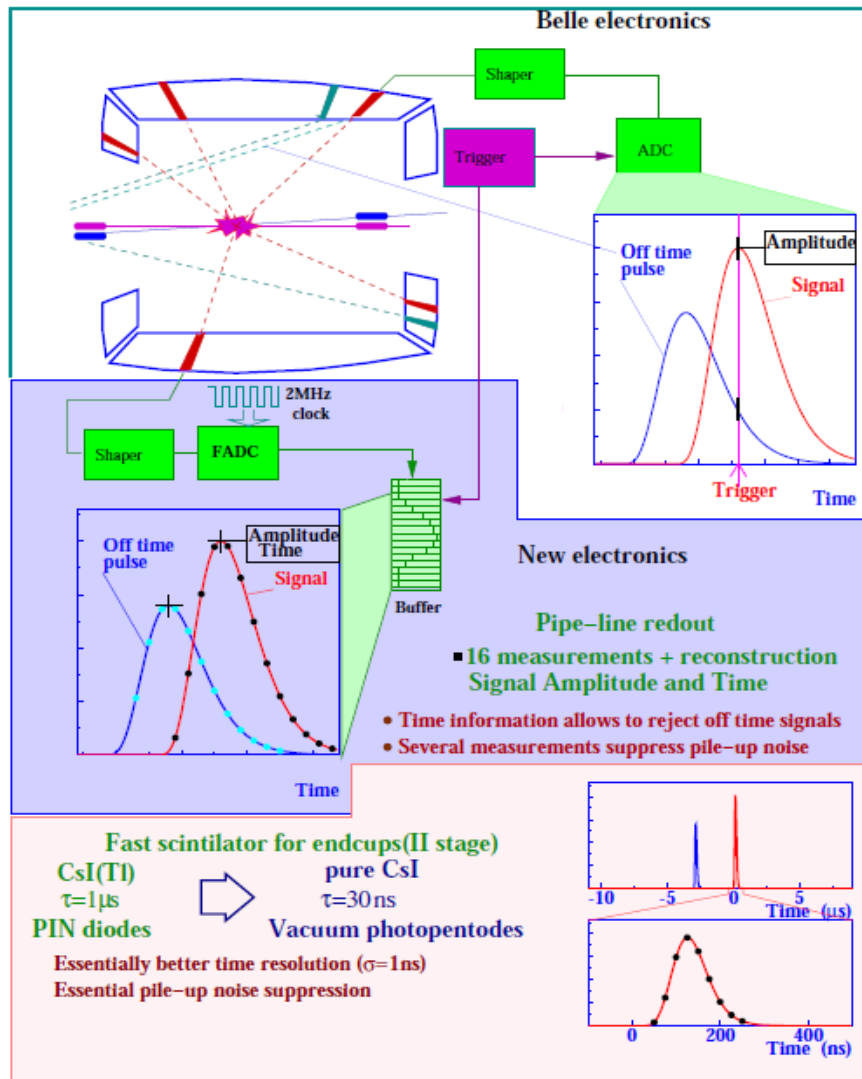 Belle electronics
Shaper
Trigger
ADC
Off time
pulse
Amplitude
Signal
Trigger
Time
2MHz
clock
Shaper
FADC
Off time
pulse
Amplitude
Time
Signal
Time
Buffer
New electronics
Pipe-line redout
16 measurements + reconstruction
Signal Amplitude and Time
• Time information allows to reject off time signals
• Several measurements suppress pile-up noise
Fast scintilator for endcups(II stage)
CsI(Tl)
τ=1μs
PIN diodes
pure CsI
τ=30ns
Vacuum photopentodes
Essentially better time resolution (σ=1ns)
Essential pile-up noise suppression
-10 -5 0 5
Time (μs)
0 200 400
Time (ns)